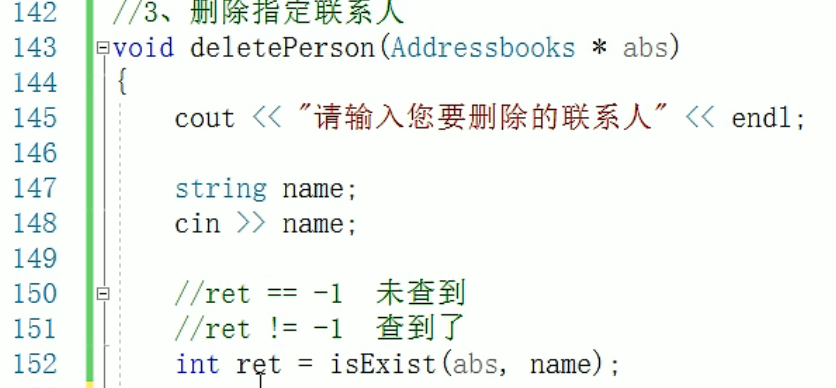 142 //3、删除指定联系人
143 void deletePerson(Addressbooks * abs)
144 {
145 cout << "请输入您要删除的联系人" << endl;
146
147 string name;
148 cin >> name;
149
150 //ret == -1 未查到
151 //ret != -1 查到了
152 int ret = isExist(abs, name);